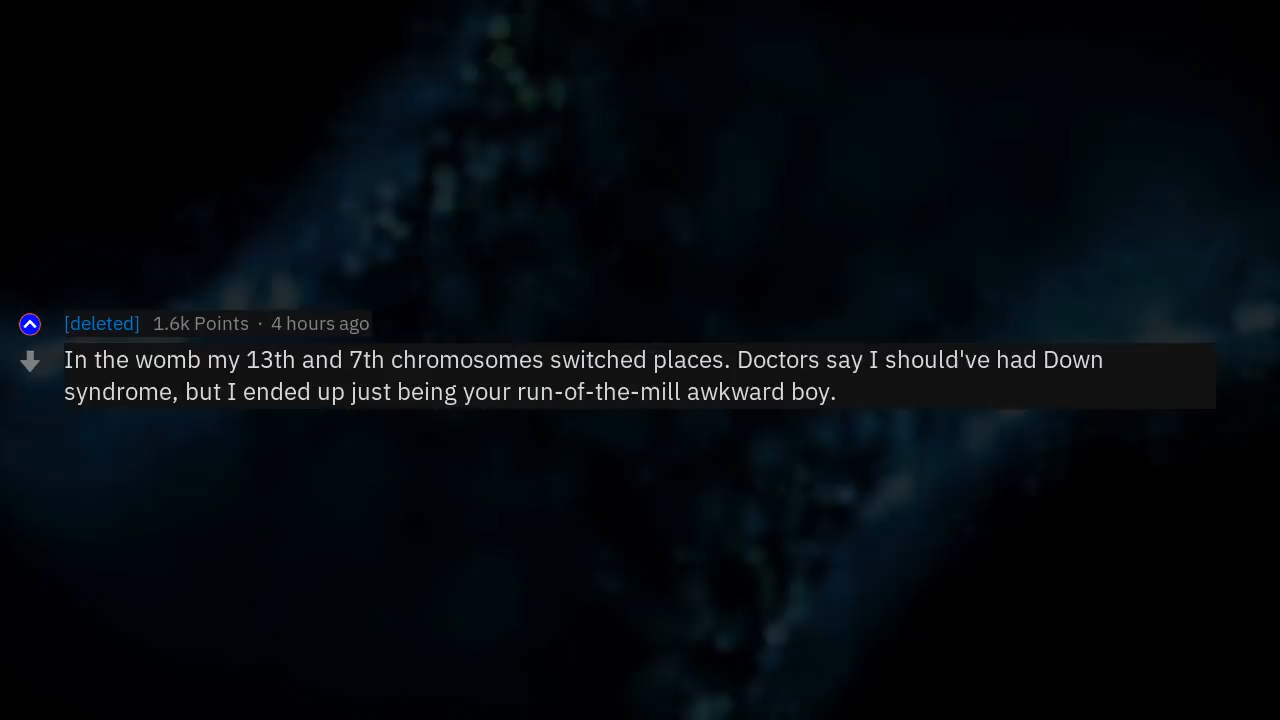 [deleted] 1.6k Points · 4 hours ago
In the womb my 13th and 7th chromosomes switched places. Doctors say I should've had Down
syndrome, but I ended up just being your run-of-the-mill awkward boy.